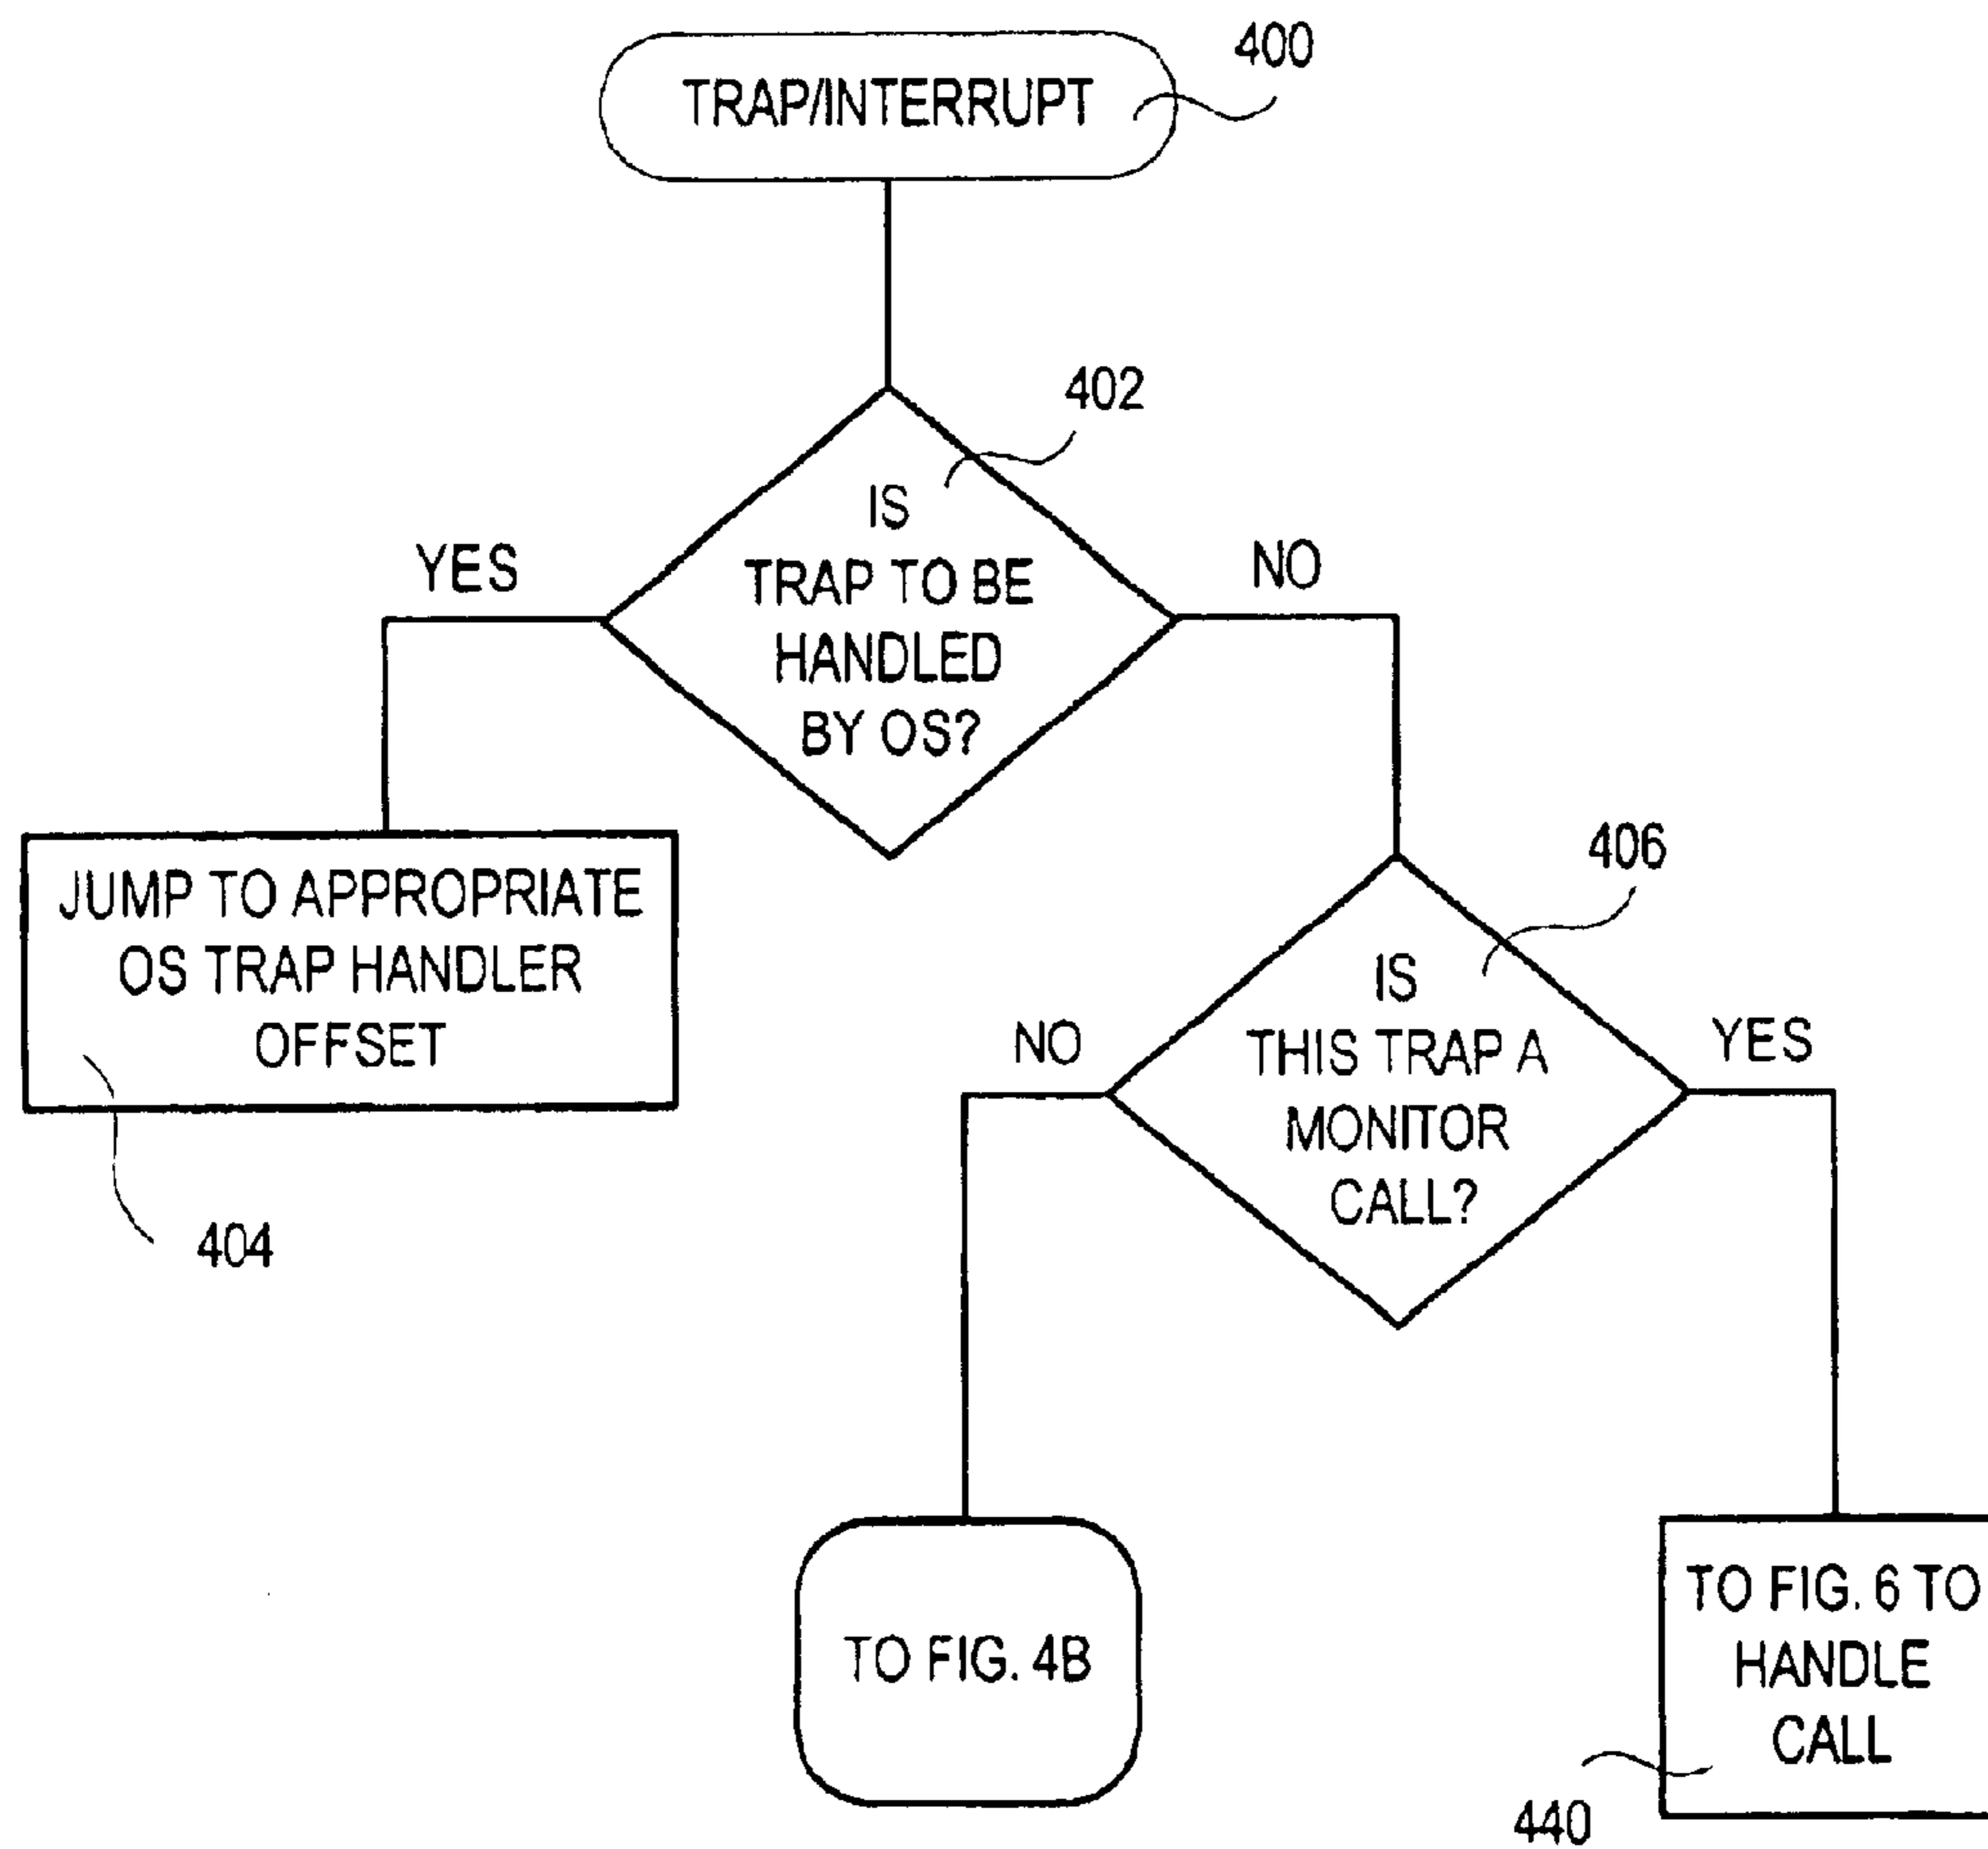 400
TRAP/INTERRUPT
402
IS
TRAP TO BE
HANDLED
BY OS?
YES
NO
JUMP TO APPROPRIATE
OS TRAP HANDLER
OFFSET
404
406
IS
THIS TRAP A
MONITOR
CALL?
NO
YES
TO FIG. 4B
TO FIG. 6 TO
HANDLE
CALL
440